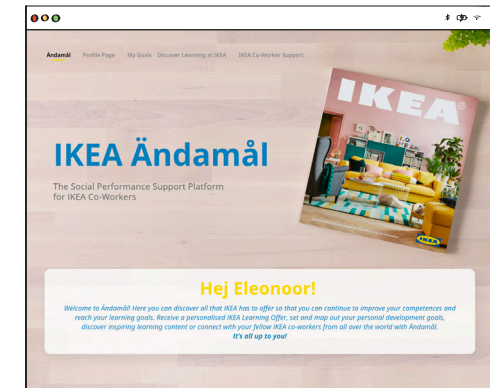 Ändamål Profile Page My Goals Discover Learning at IKEA IKEA Co-Worker Support
IKEA®
IKEA Ändamål
The Social Performance Support Platform
for IKEA Co-Workers
IKEA
Hej Eleonoor!
Welcome to Ändamål! Here you can discover all that IKEA has to offer so that you can continue to improve your competences and
reach your learning goals. Receive a personalised IKEA Learning Offer, set and map out your personal development goals,
discover inspiring learning content or connect with your fellow IKEA co-workers from all over the world with Ändamål.
It's all up to you!